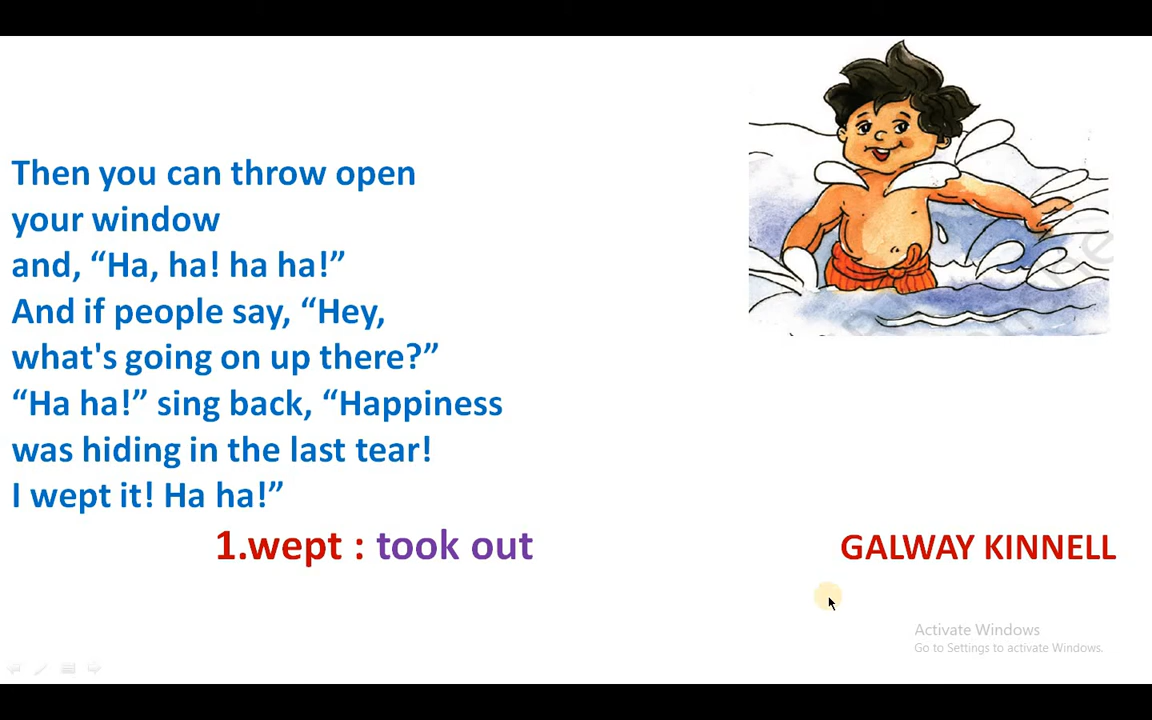 Then you can throw open
your window
and, “Ha, ha! ha ha!”
And if people say, “Hey,
what's going on up there?”
“Ha ha!” sing back, “Happiness
was hiding in the last tear!
I wept it! Ha ha!”
1.wept : took out
GALWAY KINNELL
Activate Windows
Go to Settings to activate Windows.